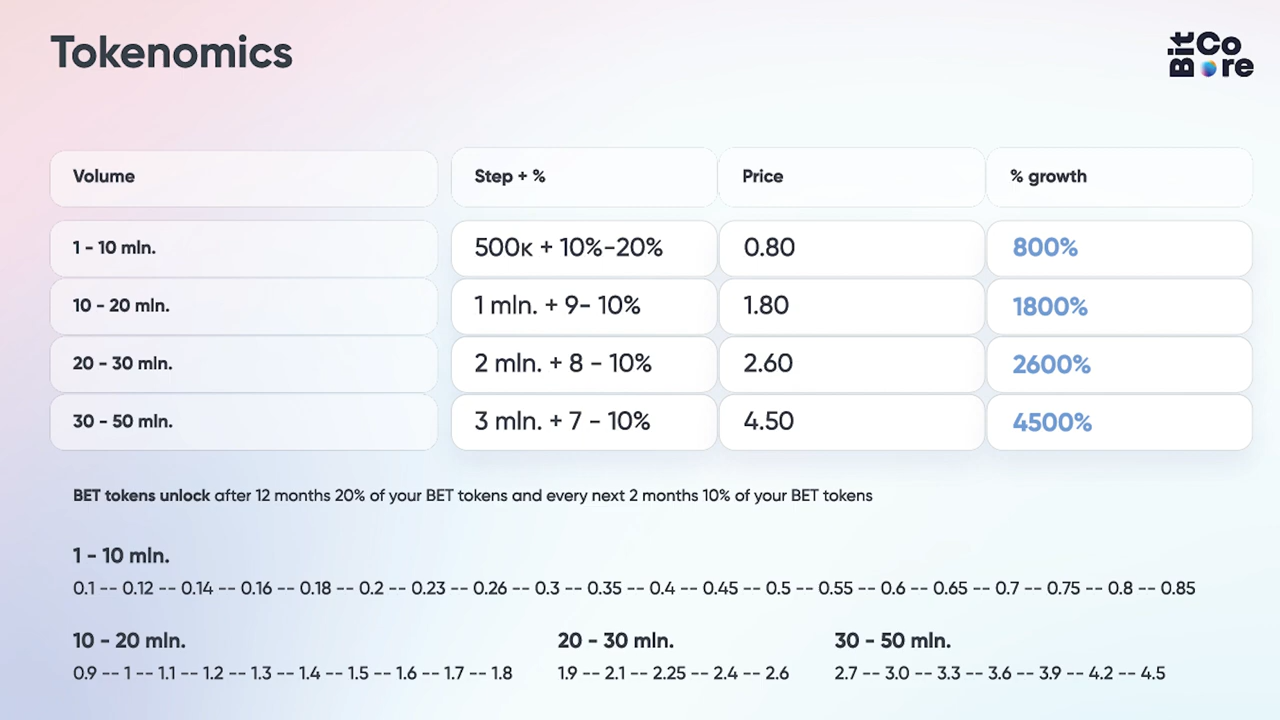 Tokenomics
Bit Core
Volume Step + % Price % growth
1 - 10 mln. 500к + 10%-20% 0.80 800%
10 - 20 mln. 1 mln. + 9- 10% 1.80 1800%
20 - 30 mln. 2 mln. + 8 - 10% 2.60 2600%
30 - 50 mln. 3 mln. + 7 - 10% 4.50 4500%
BET tokens unlock after 12 months 20% of your BET tokens and every next 2 months 10% of your BET tokens
1 - 10 mln.
0.1 -- 0.12 -- 0.14 -- 0.16 -- 0.18 -- 0.2 -- 0.23 -- 0.26 -- 0.3 -- 0.35 -- 0.4 -- 0.45 -- 0.5 -- 0.55 -- 0.6 -- 0.65 -- 0.7 -- 0.75 -- 0.8 -- 0.85
10 - 20 mln.
0.9 -- 1 -- 1.1 -- 1.2 -- 1.3 -- 1.4 -- 1.5 -- 1.6 -- 1.7 -- 1.8
20 - 30 mln.
1.9 -- 2.1 -- 2.25 -- 2.4 -- 2.6
30 - 50 mln.
2.7 -- 3.0 -- 3.3 -- 3.6 -- 3.9 -- 4.2 -- 4.5